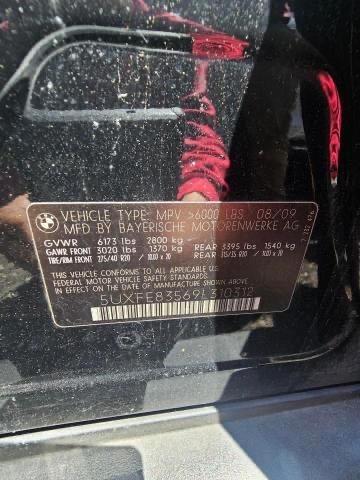 VEHICLE TYPE: MPV >6000 LBS 08/09
MFD BY BAYERISCHE MOTORENWERKE AG
GVWR 6173 lbs 2800 kg
GAWR FRONT 3020 lbs 1370 kg REAR 3395 lbs 1540 kg
TIRE/RIM FRONT 275/40 R20 / 10.0 x 20 REAR 315/35 R20 /
THIS VEHICLE CONFORMS TO ALL APPLICABLE
FEDERAL MOTOR VEHICLE SAFETY STANDARDS
IN EFFECT ON THE DATE OF MANUFACTURE SHOWN ABOVE.
5UXFE83569L310312